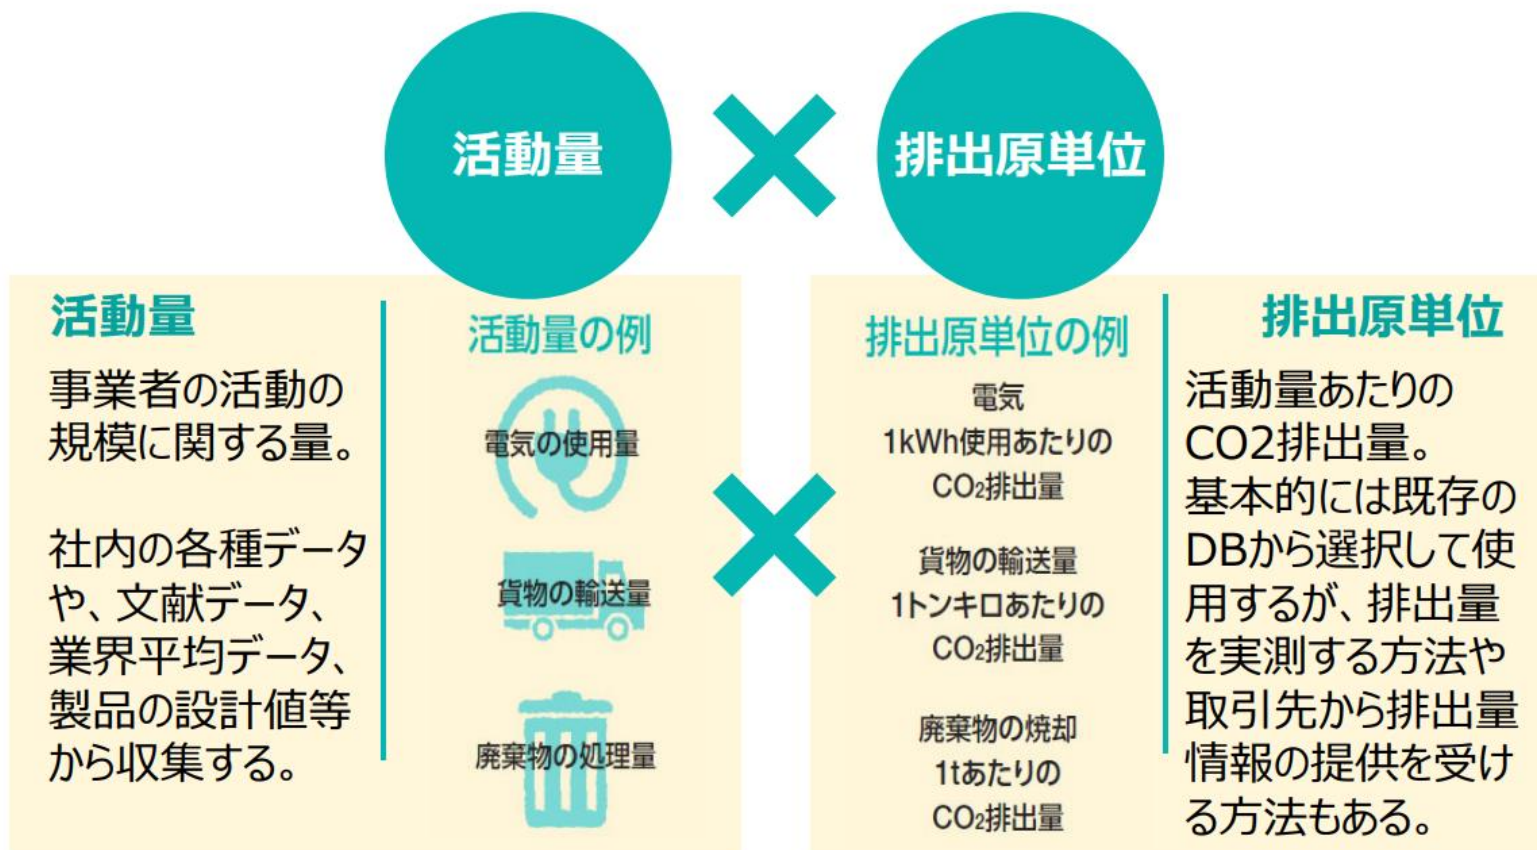 活動量
×
排出原単位
活動量
事業者の活動の
規模に関する量。
社内の各種データ
や、文献データ、
業界平均データ、
製品の設計値等
から収集する。
活動量の例
電気の使用量
貨物の輸送量
廃棄物の処理量
×
排出原単位の例
電気
1kWh使用あたりの
CO₂排出量
貨物の輸送量
1トンキロあたりの
CO₂排出量
廃棄物の焼却
1tあたりの
CO₂排出量
排出原単位
活動量あたりの
CO2排出量。
基本的には既存の
DBから選択して使
用するが、排出量
を実測する方法や
取引先から排出量
情報の提供を受け
る方法もある。